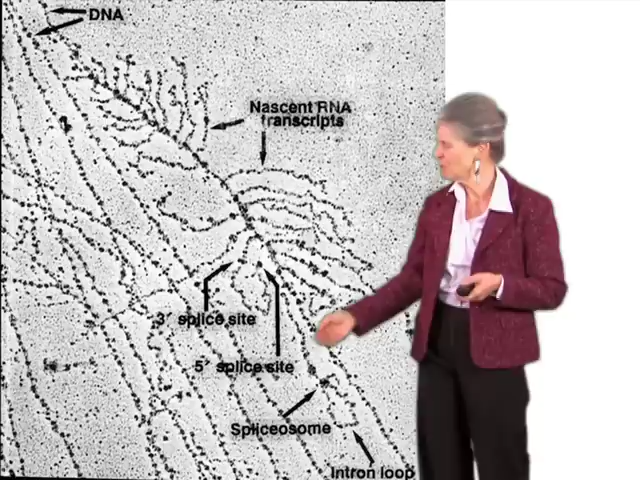 DNA
Nascent RNA
transcripts
3´ splice site
5´ splice site
Spliceosome
Intron loop